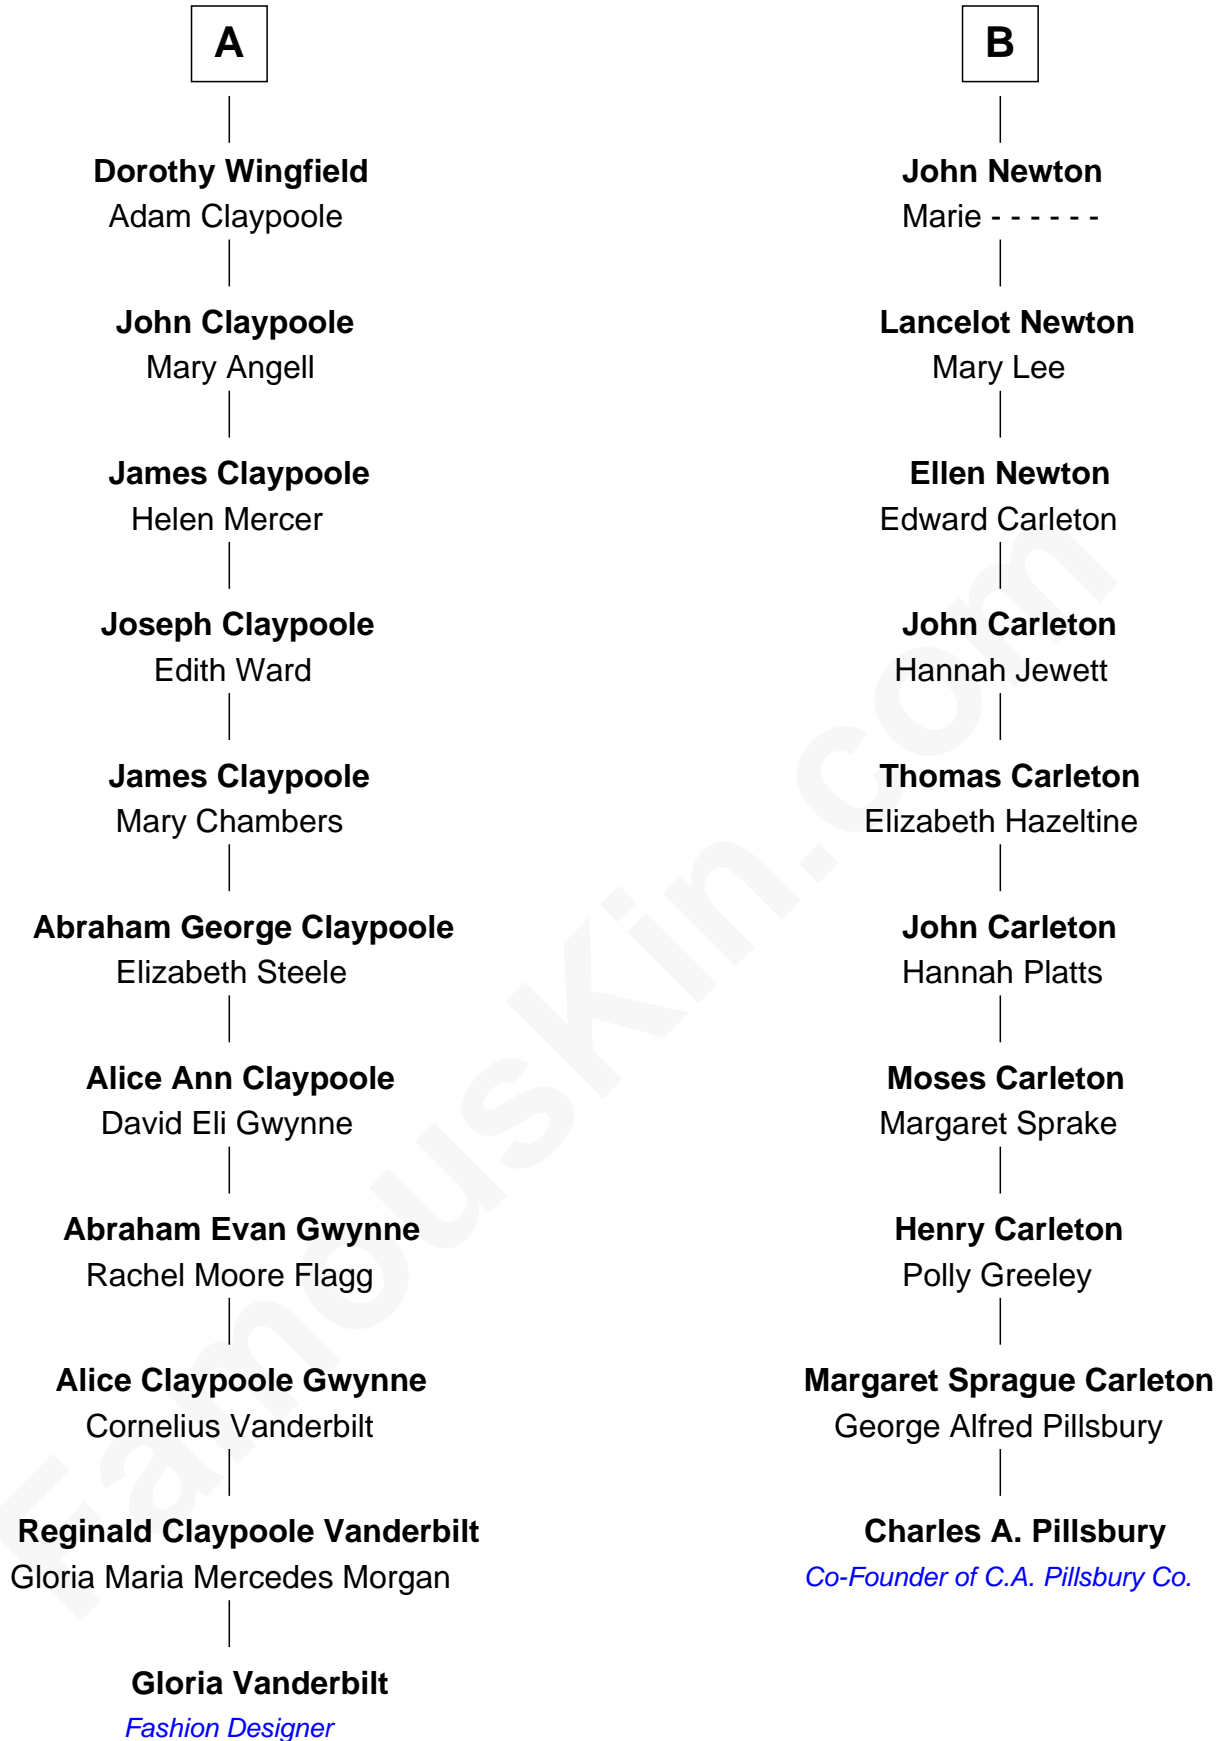 A
Dorothy Wingfield
Adam Claypoole
John Claypoole
Mary Angell
James Claypoole
Helen Mercer
Joseph Claypoole
Edith Ward
James Claypoole
Mary Chambers
Abraham George Claypoole
Elizabeth Steele
Alice Ann Claypoole
David Eli Gwynne
Abraham Evan Gwynne
Rachel Moore Flagg
Alice Claypoole Gwynne
Cornelius Vanderbilt
Reginald Claypoole Vanderbilt
Gloria Maria Mercedes Morgan
Gloria Vanderbilt
Fashion Designer
B
John Newton
Marie - - - - - -
Lancelot Newton
Mary Lee
Ellen Newton
Edward Carleton
John Carleton
Hannah Jewett
Thomas Carleton
Elizabeth Hazeltine
John Carleton
Hannah Platts
Moses Carleton
Margaret Sprake
Henry Carleton
Polly Greeley
Margaret Sprague Carleton
George Alfred Pillsbury
Charles A. Pillsbury
Co-Founder of C.A. Pillsbury Co.
FamousKin.com